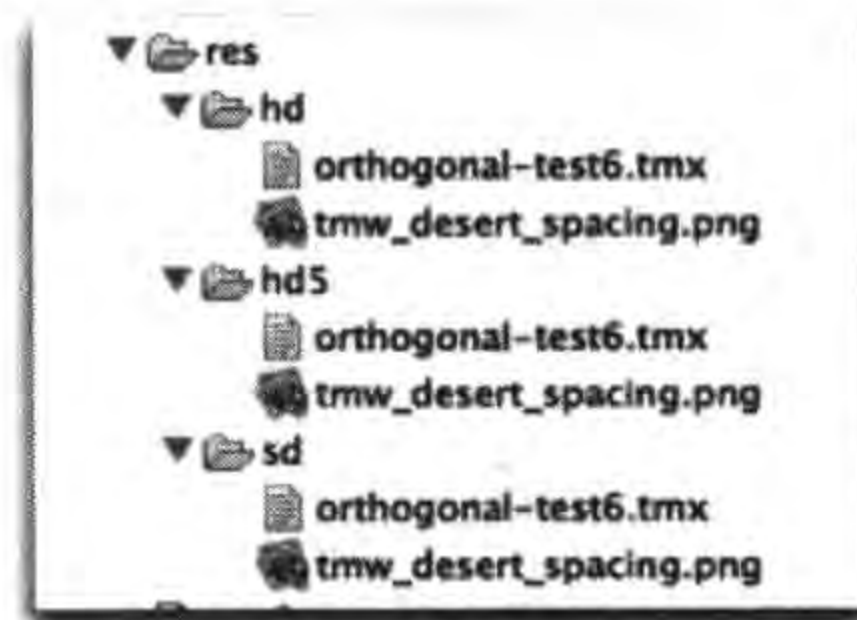 res
hd
orthogonal-test6.tmx
tmw_desert_spacing.png
hd5
orthogonal-test6.tmx
tmw_desert_spacing.png
sd
orthogonal-test6.tmx
tmw_desert_spacing.png